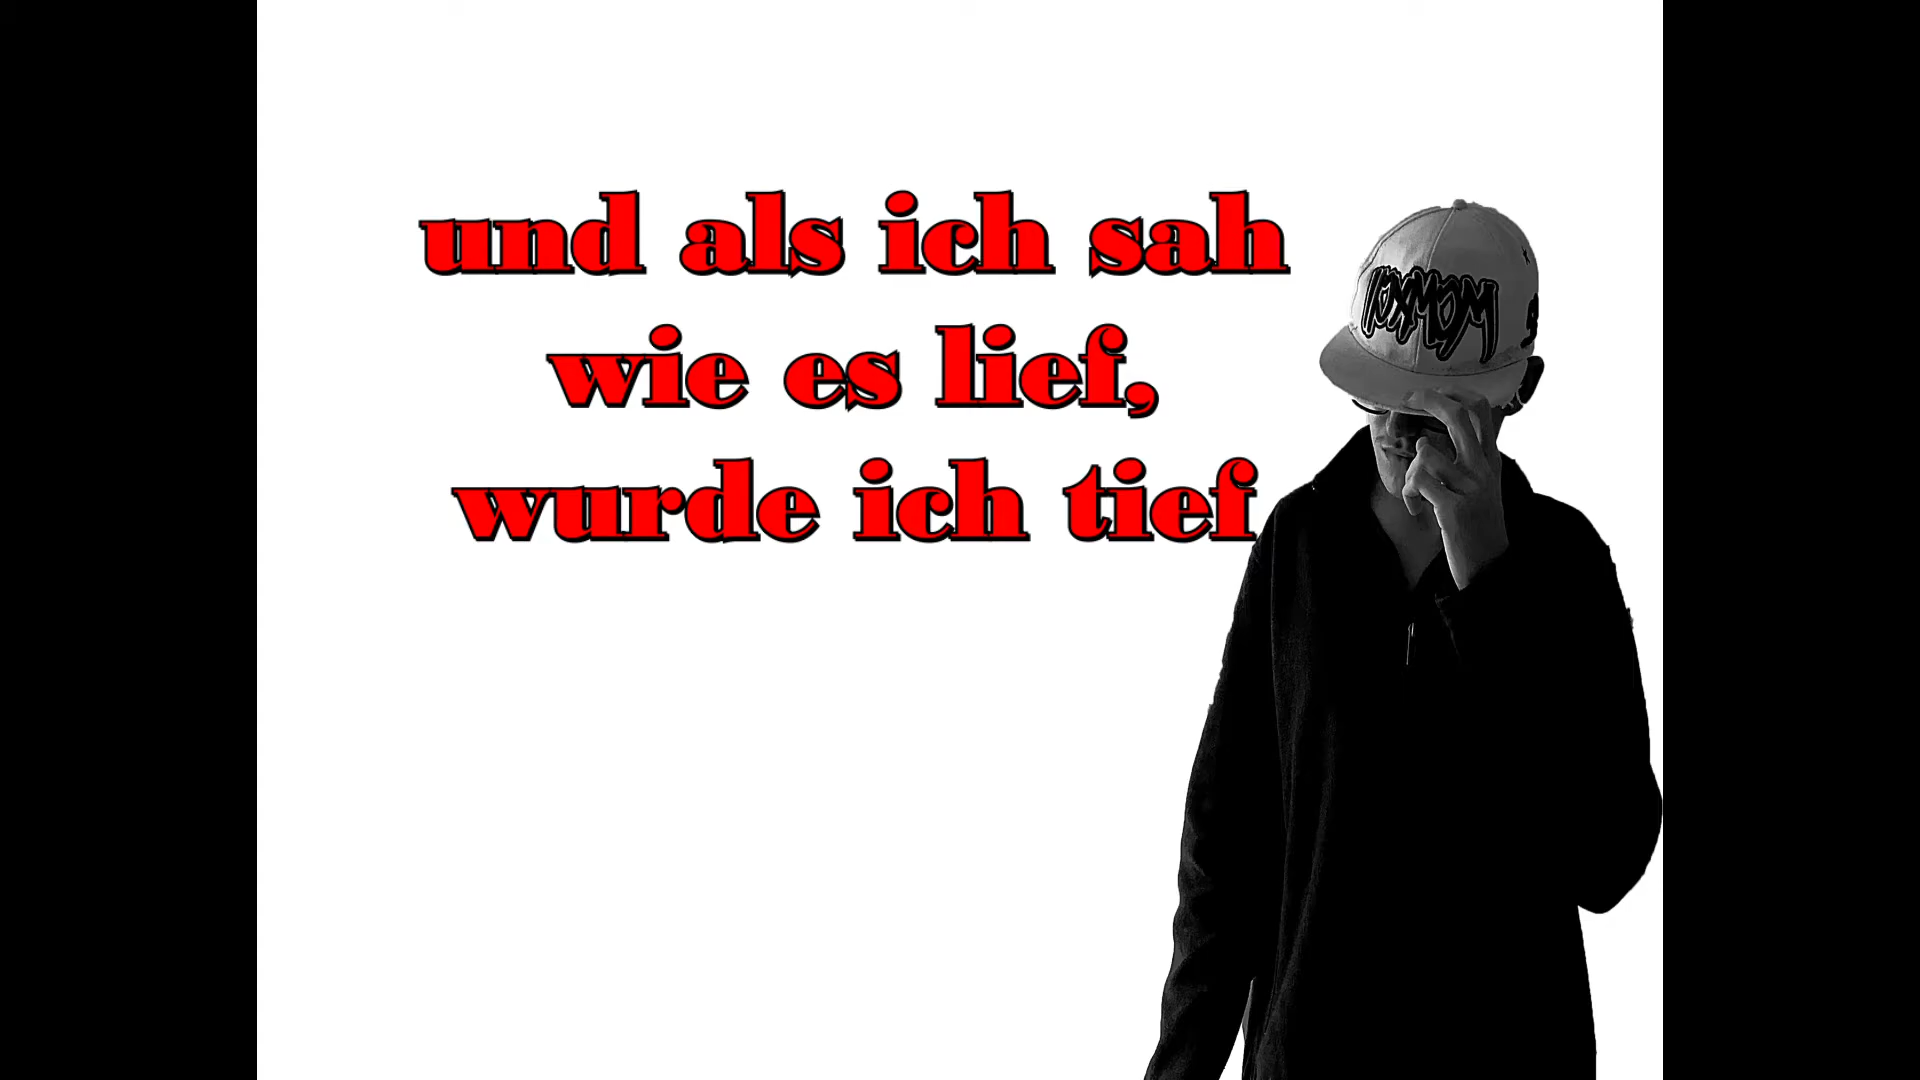 und als ich sah
wie es lief,
wurde ich tief